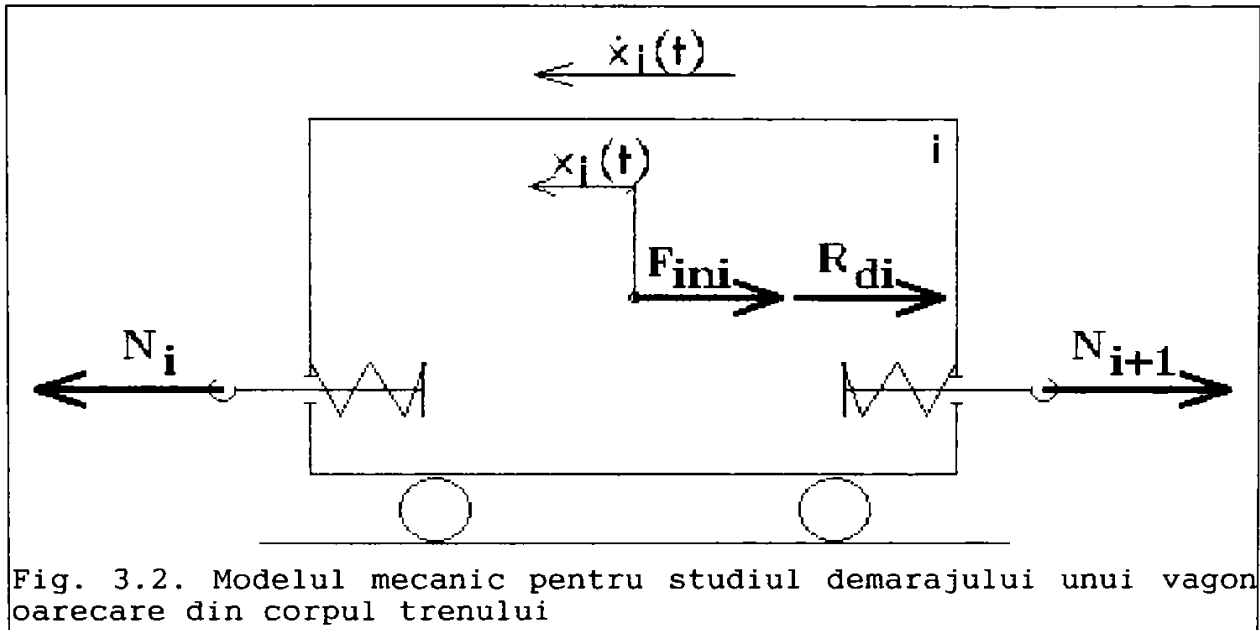 ẋi(t)
i
xi(t)
Fini
Rdi
Ni
Ni+1
Fig. 3.2. Modelul mecanic pentru studiul demarajului unui vagon
oarecare din corpul trenului